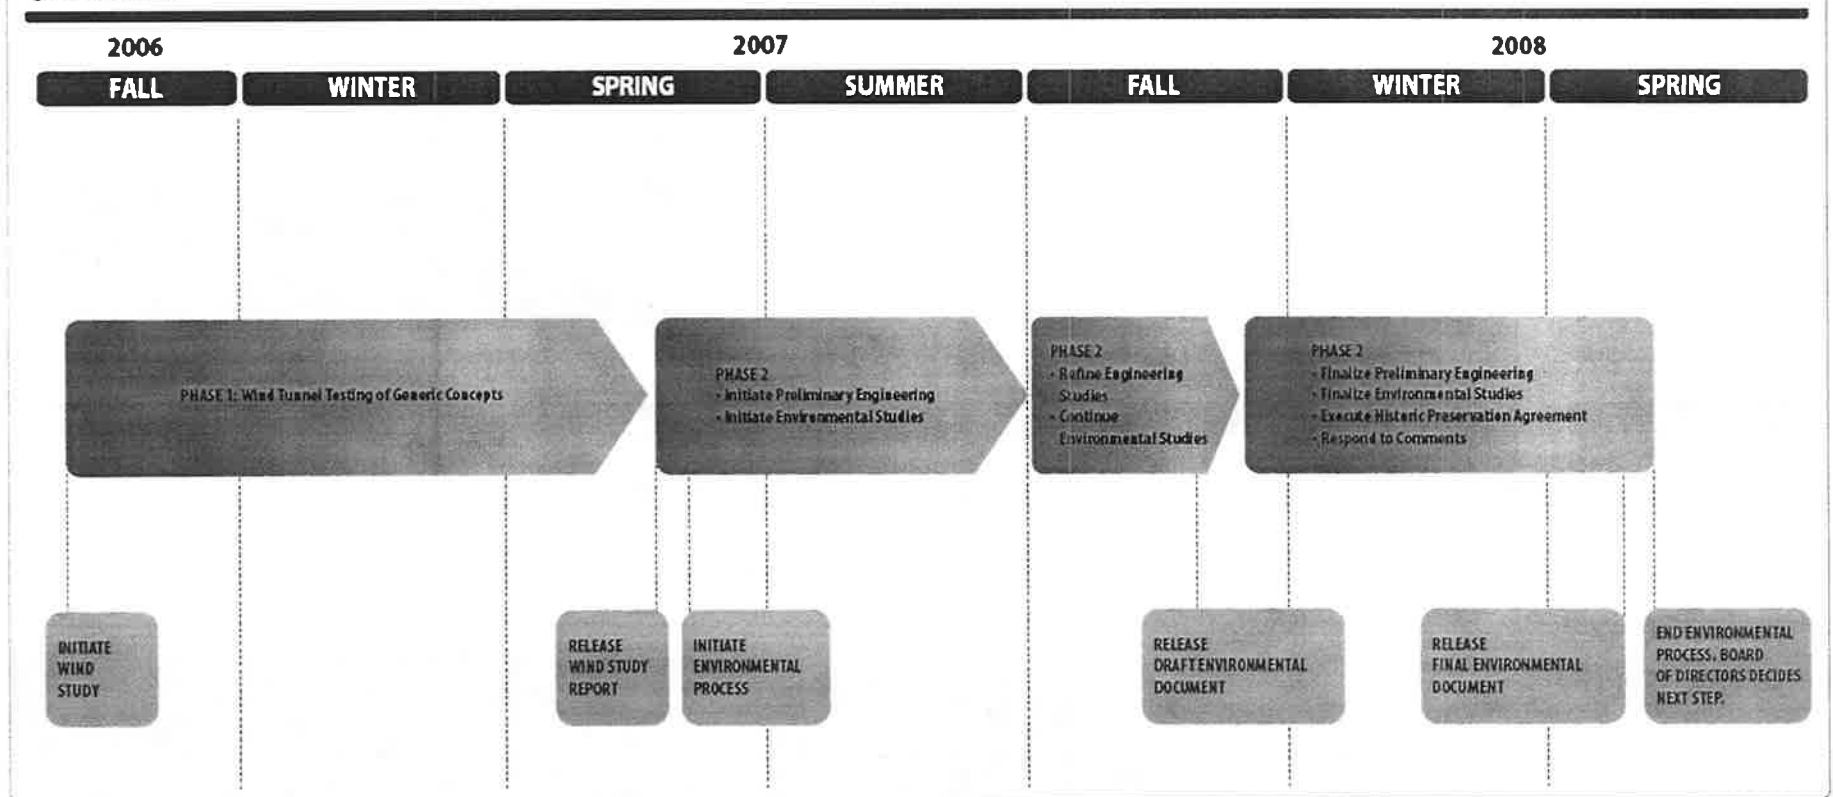 2006 2007 2008
FALL WINTER SPRING SUMMER FALL WINTER SPRING
PHASE 1: Wind Tunnel Testing of Generic Concepts
PHASE 2
• Initiate Preliminary Engineering
• Initiate Environmental Studies
PHASE 2
• Refine Engineering
Studies
• Continue
Environmental Studies
PHASE 2
• Finalize Preliminary Engineering
• Finalize Environmental Studies
• Execute Historic Preservation Agreement
• Respond to Comments
INITIATE
WIND
STUDY
RELEASE
WIND STUDY
REPORT
INITIATE
ENVIRONMENTAL
PROCESS
RELEASE
DRAFT ENVIRONMENTAL
DOCUMENT
RELEASE
FINAL ENVIRONMENTAL
DOCUMENT
END ENVIRONMENTAL
PROCESS. BOARD
OF DIRECTORS DECIDES
NEXT STEP.